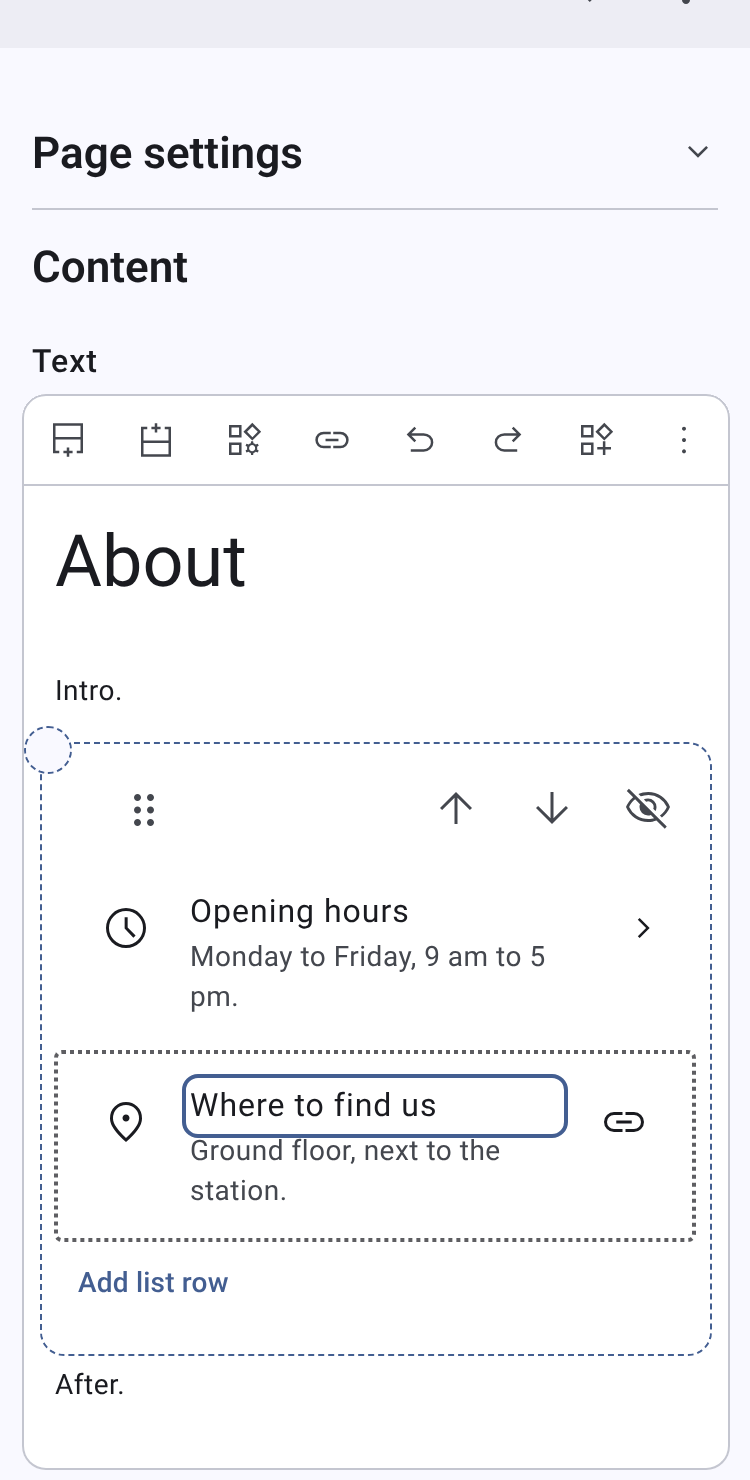 Page settings
Content
Text
About
Intro.
Opening hours
Monday to Friday, 9 am to 5
pm.
Where to find us
Ground floor, next to the
station.
Add list row
After.